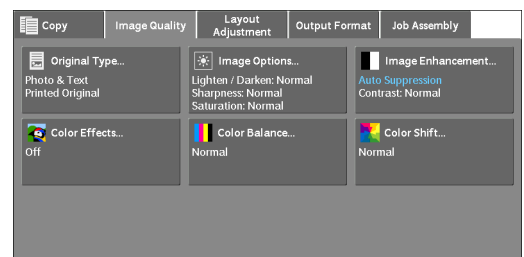 Copy
Image Quality
Layout
Adjustment
Output Format
Job Assembly
Original Type...
Photo & Text
Printed Original
Image Options...
Lighten / Darken: Normal
Sharpness: Normal
Saturation: Normal
Image Enhancement...
Auto Suppression
Contrast: Normal
Color Effects...
Off
Color Balance...
Normal
Color Shift...
Normal